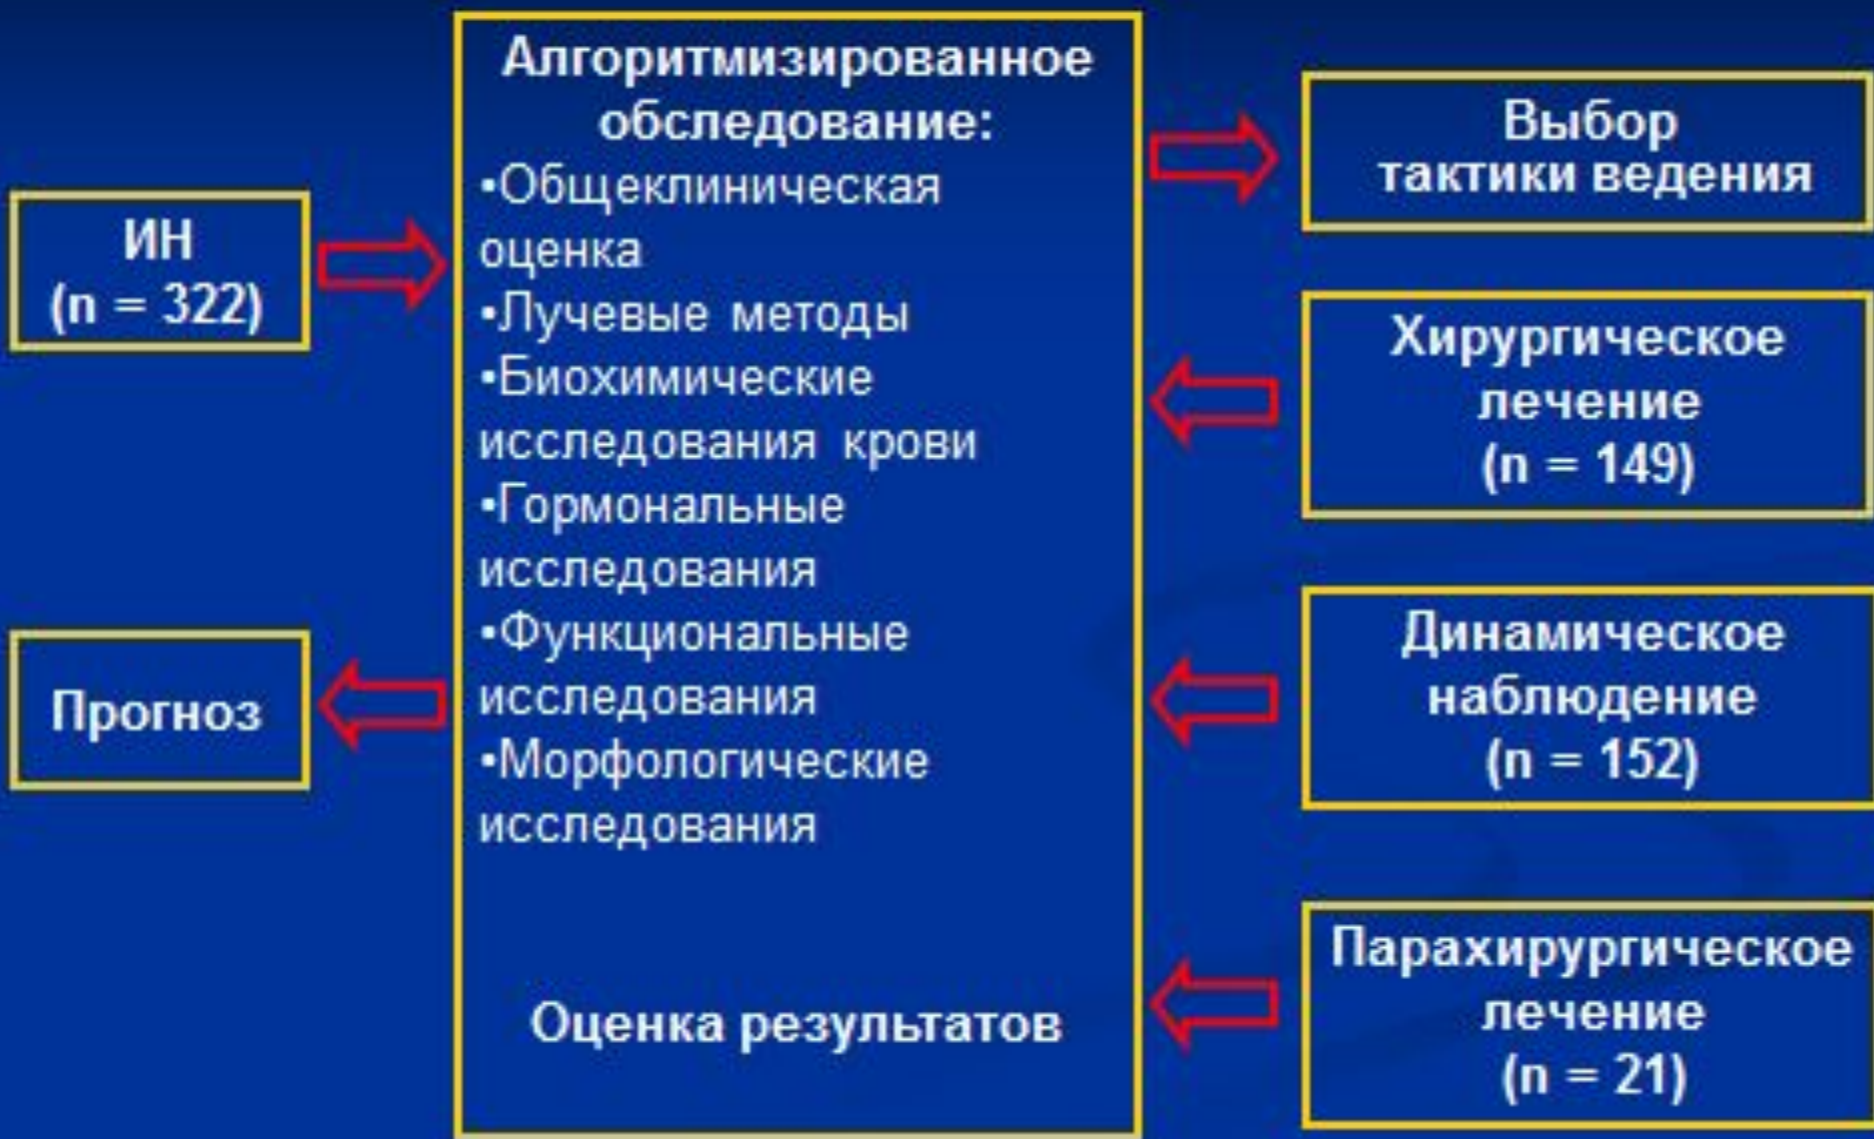 ИН
(n = 322)
Прогноз
Алгоритмизированное
обследование:
•Общеклиническая
оценка
•Лучевые методы
•Биохимические
исследования крови
•Гормональные
исследования
•Функциональные
исследования
•Морфологические
исследования
Оценка результатов
Выбор
тактики ведения
Хирургическое
лечение
(n = 149)
Динамическое
наблюдение
(n = 152)
Парахирургическое
лечение
(n = 21)